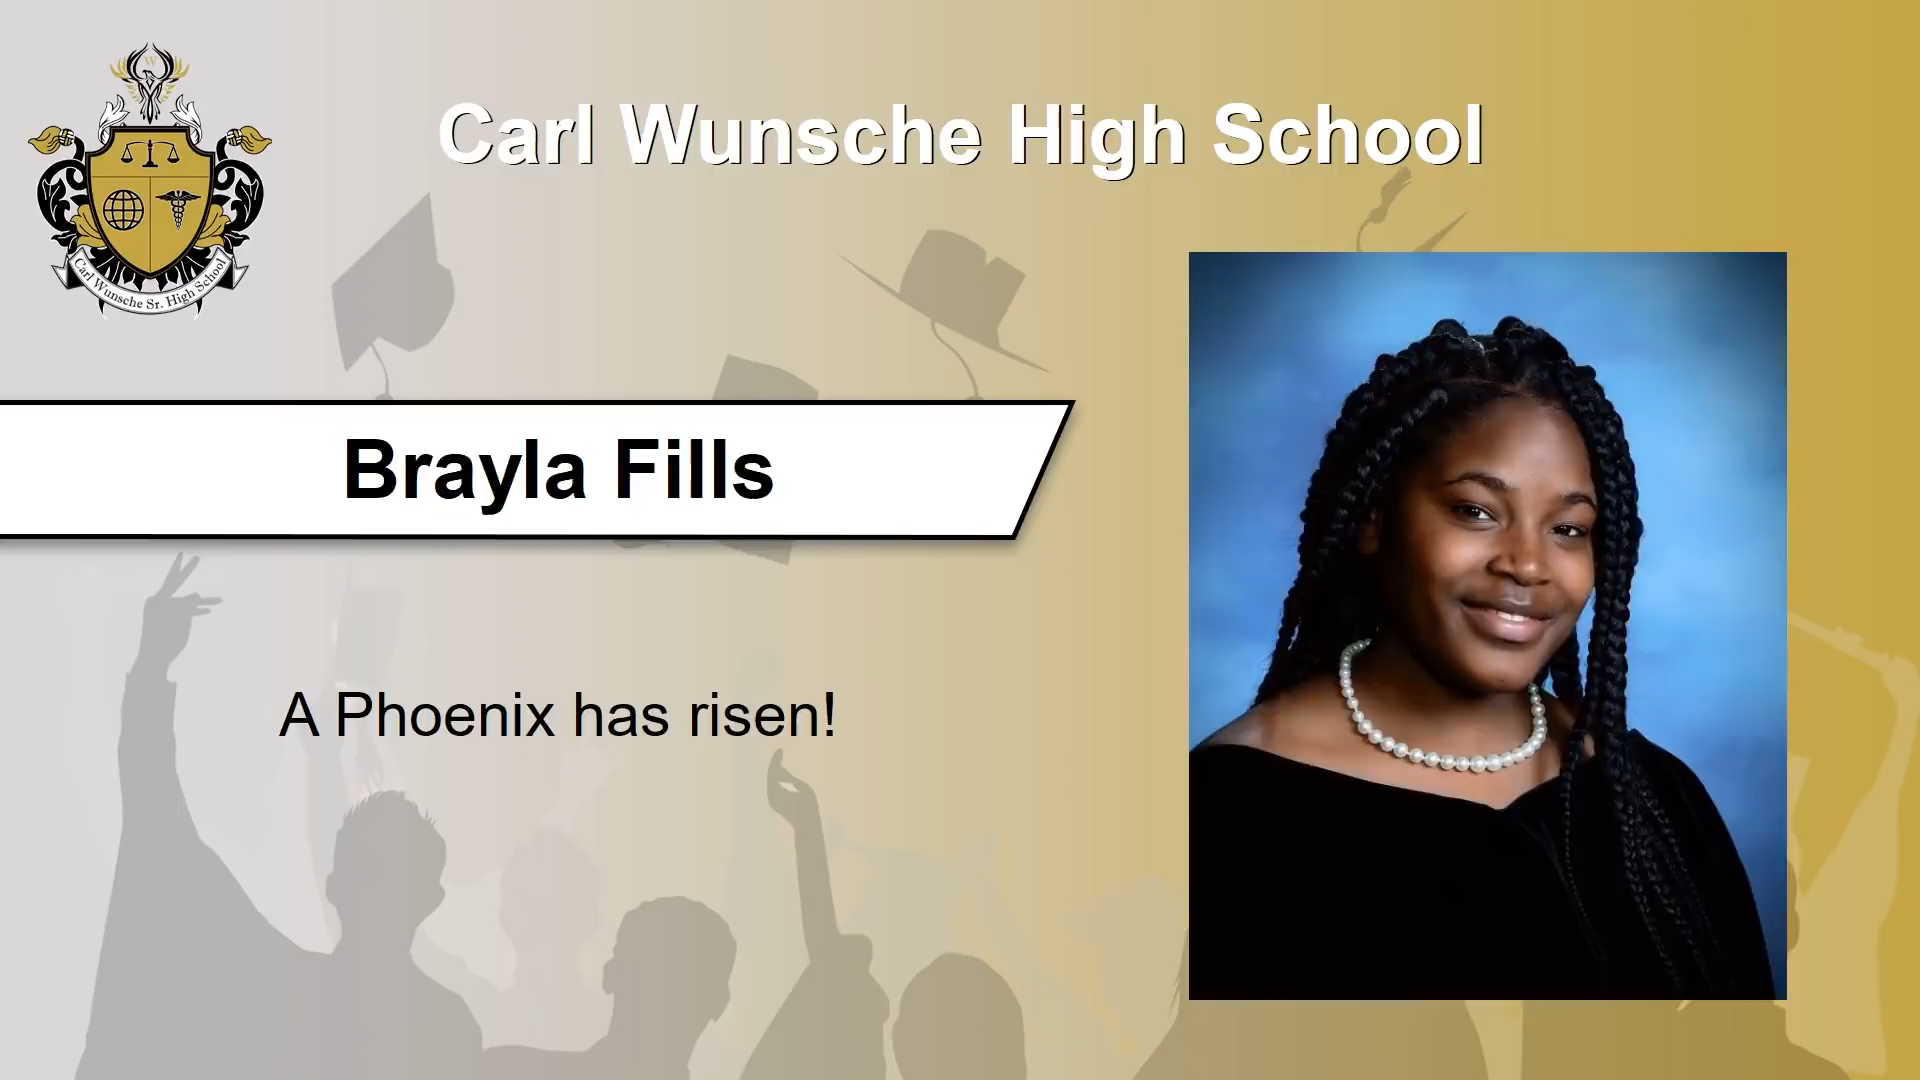 W
Carl Wunsche Sr. High School
Carl Wunsche High School
Brayla Fills
A Phoenix has risen!